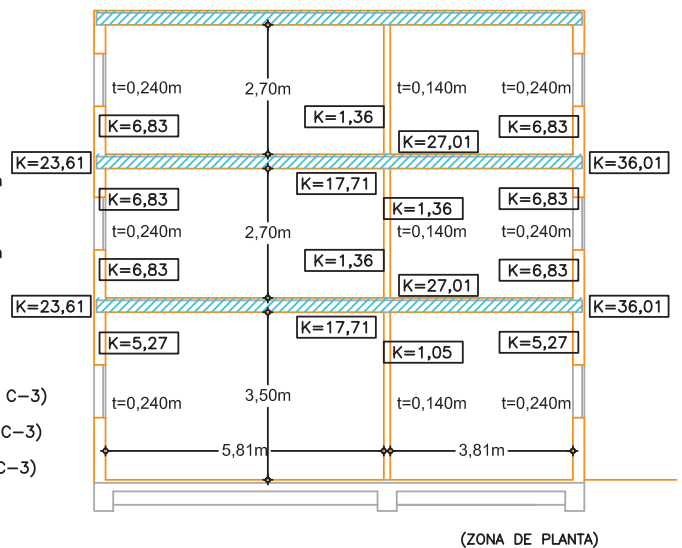 t=0,240m
2,70m
t=0,140m
t=0,240m
K=6,83
K=1,36
K=6,83
K=27,01
K=23,61
K=36,01
K=6,83
K=17,71
K=1,36
K=6,83
t=0,240m
2,70m
t=0,140m
t=0,240m
K=6,83
K=1,36
K=6,83
K=27,01
K=23,61
K=36,01
K=5,27
K=17,71
K=1,05
K=5,27
C-3)
3,50m
t=0,240m
t=0,140m
t=0,240m
C-3)
5,81m
3,81m
C-3)
(ZONA DE PLANTA)